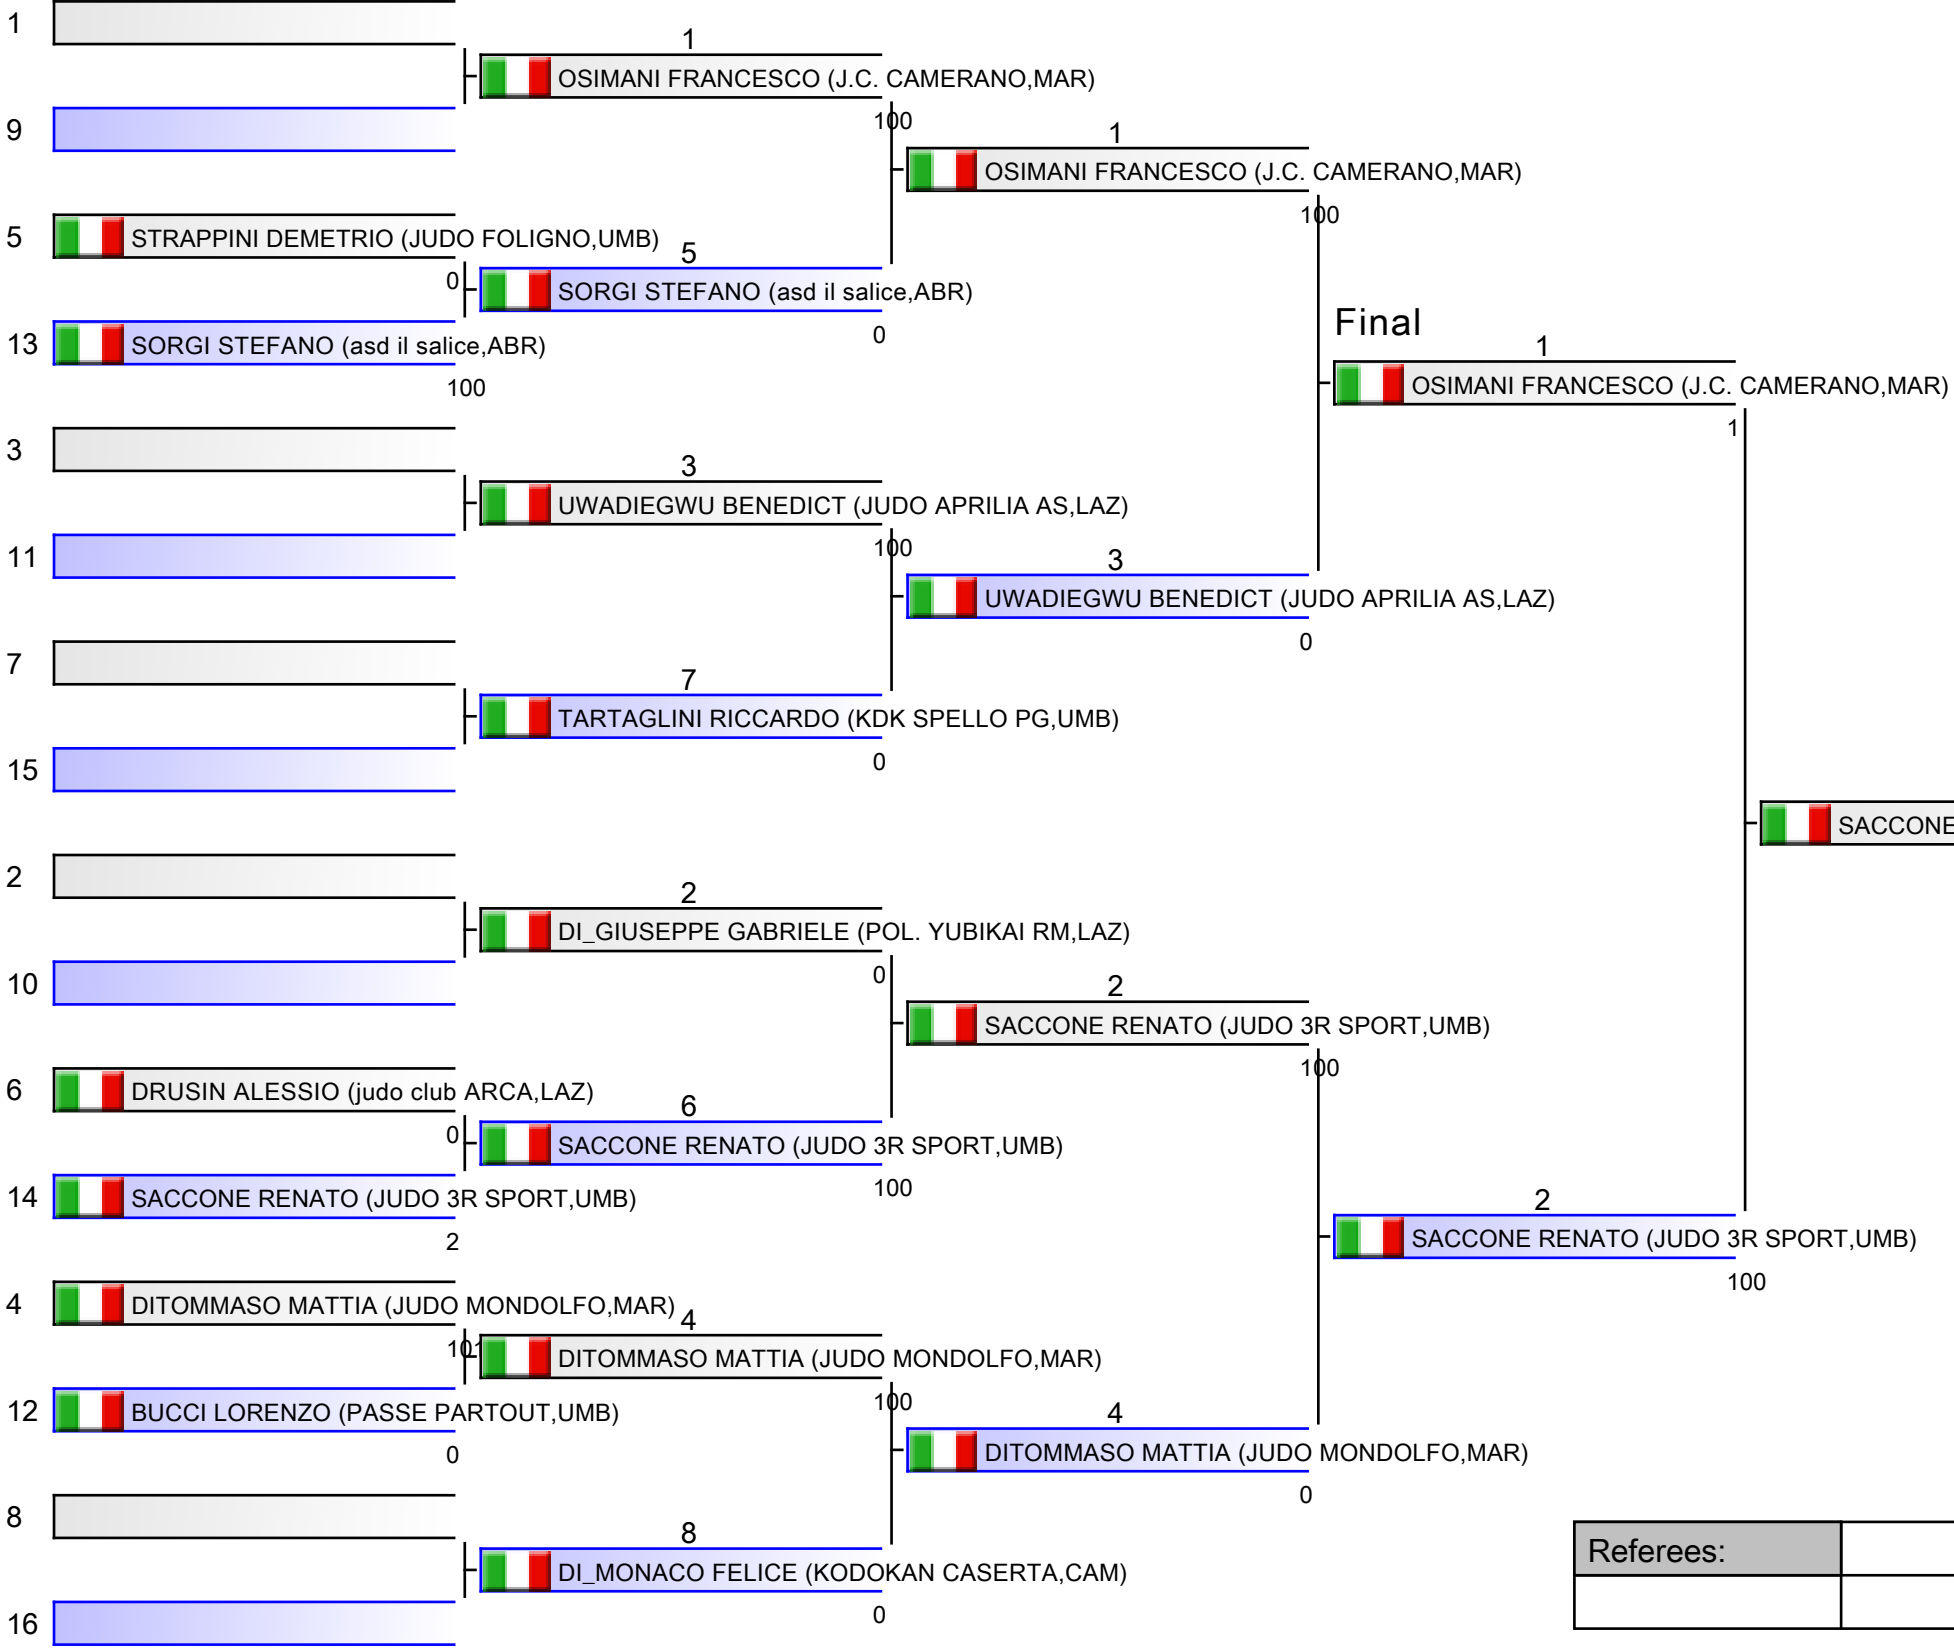 1
1
OSIMANI FRANCESCO (J.C. CAMERANO,MAR)
9
100
1
OSIMANI FRANCESCO (J.C. CAMERANO,MAR)
100
5
STRAPPINI DEMETRIO (JUDO FOLIGNO,UMB)
5
0
SORGI STEFANO (asd il salice,ABR)
0
13
SORGI STEFANO (asd il salice,ABR)
100
Final
1
OSIMANI FRANCESCO (J.C. CAMERANO,MAR)
1
3
3
UWADIEGWU BENEDICT (JUDO APRILIA AS,LAZ)
100
11
3
UWADIEGWU BENEDICT (JUDO APRILIA AS,LAZ)
0
7
7
TARTAGLINI RICCARDO (KDK SPELLO PG,UMB)
0
15
SACCONE
2
2
DI_GIUSEPPE GABRIELE (POL. YUBIKAI RM,LAZ)
0
10
2
SACCONE RENATO (JUDO 3R SPORT,UMB)
100
6
DRUSIN ALESSIO (judo club ARCA,LAZ)
6
0
SACCONE RENATO (JUDO 3R SPORT,UMB)
100
14
SACCONE RENATO (JUDO 3R SPORT,UMB)
2
2
SACCONE RENATO (JUDO 3R SPORT,UMB)
100
4
DITOMMASO MATTIA (JUDO MONDOLFO,MAR)
4
DITOMMASO MATTIA (JUDO MONDOLFO,MAR)
100
12
BUCCI LORENZO (PASSE PARTOUT,UMB)
0
4
DITOMMASO MATTIA (JUDO MONDOLFO,MAR)
0
8
8
DI_MONACO FELICE (KODOKAN CASERTA,CAM)
0
16
Referees: